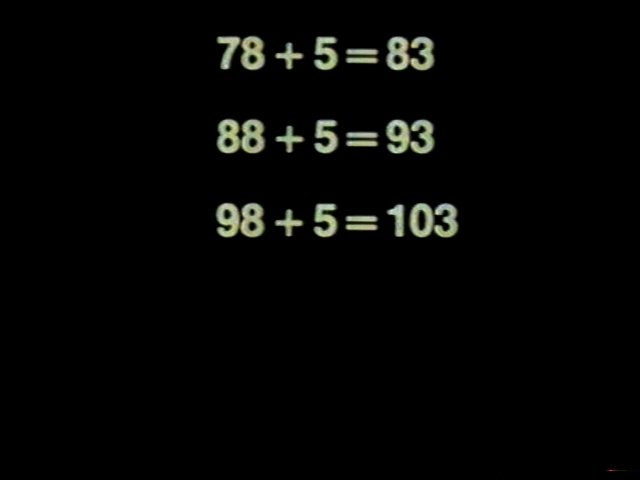 78 + 5 = 83
88 + 5 = 93
98 + 5 = 103